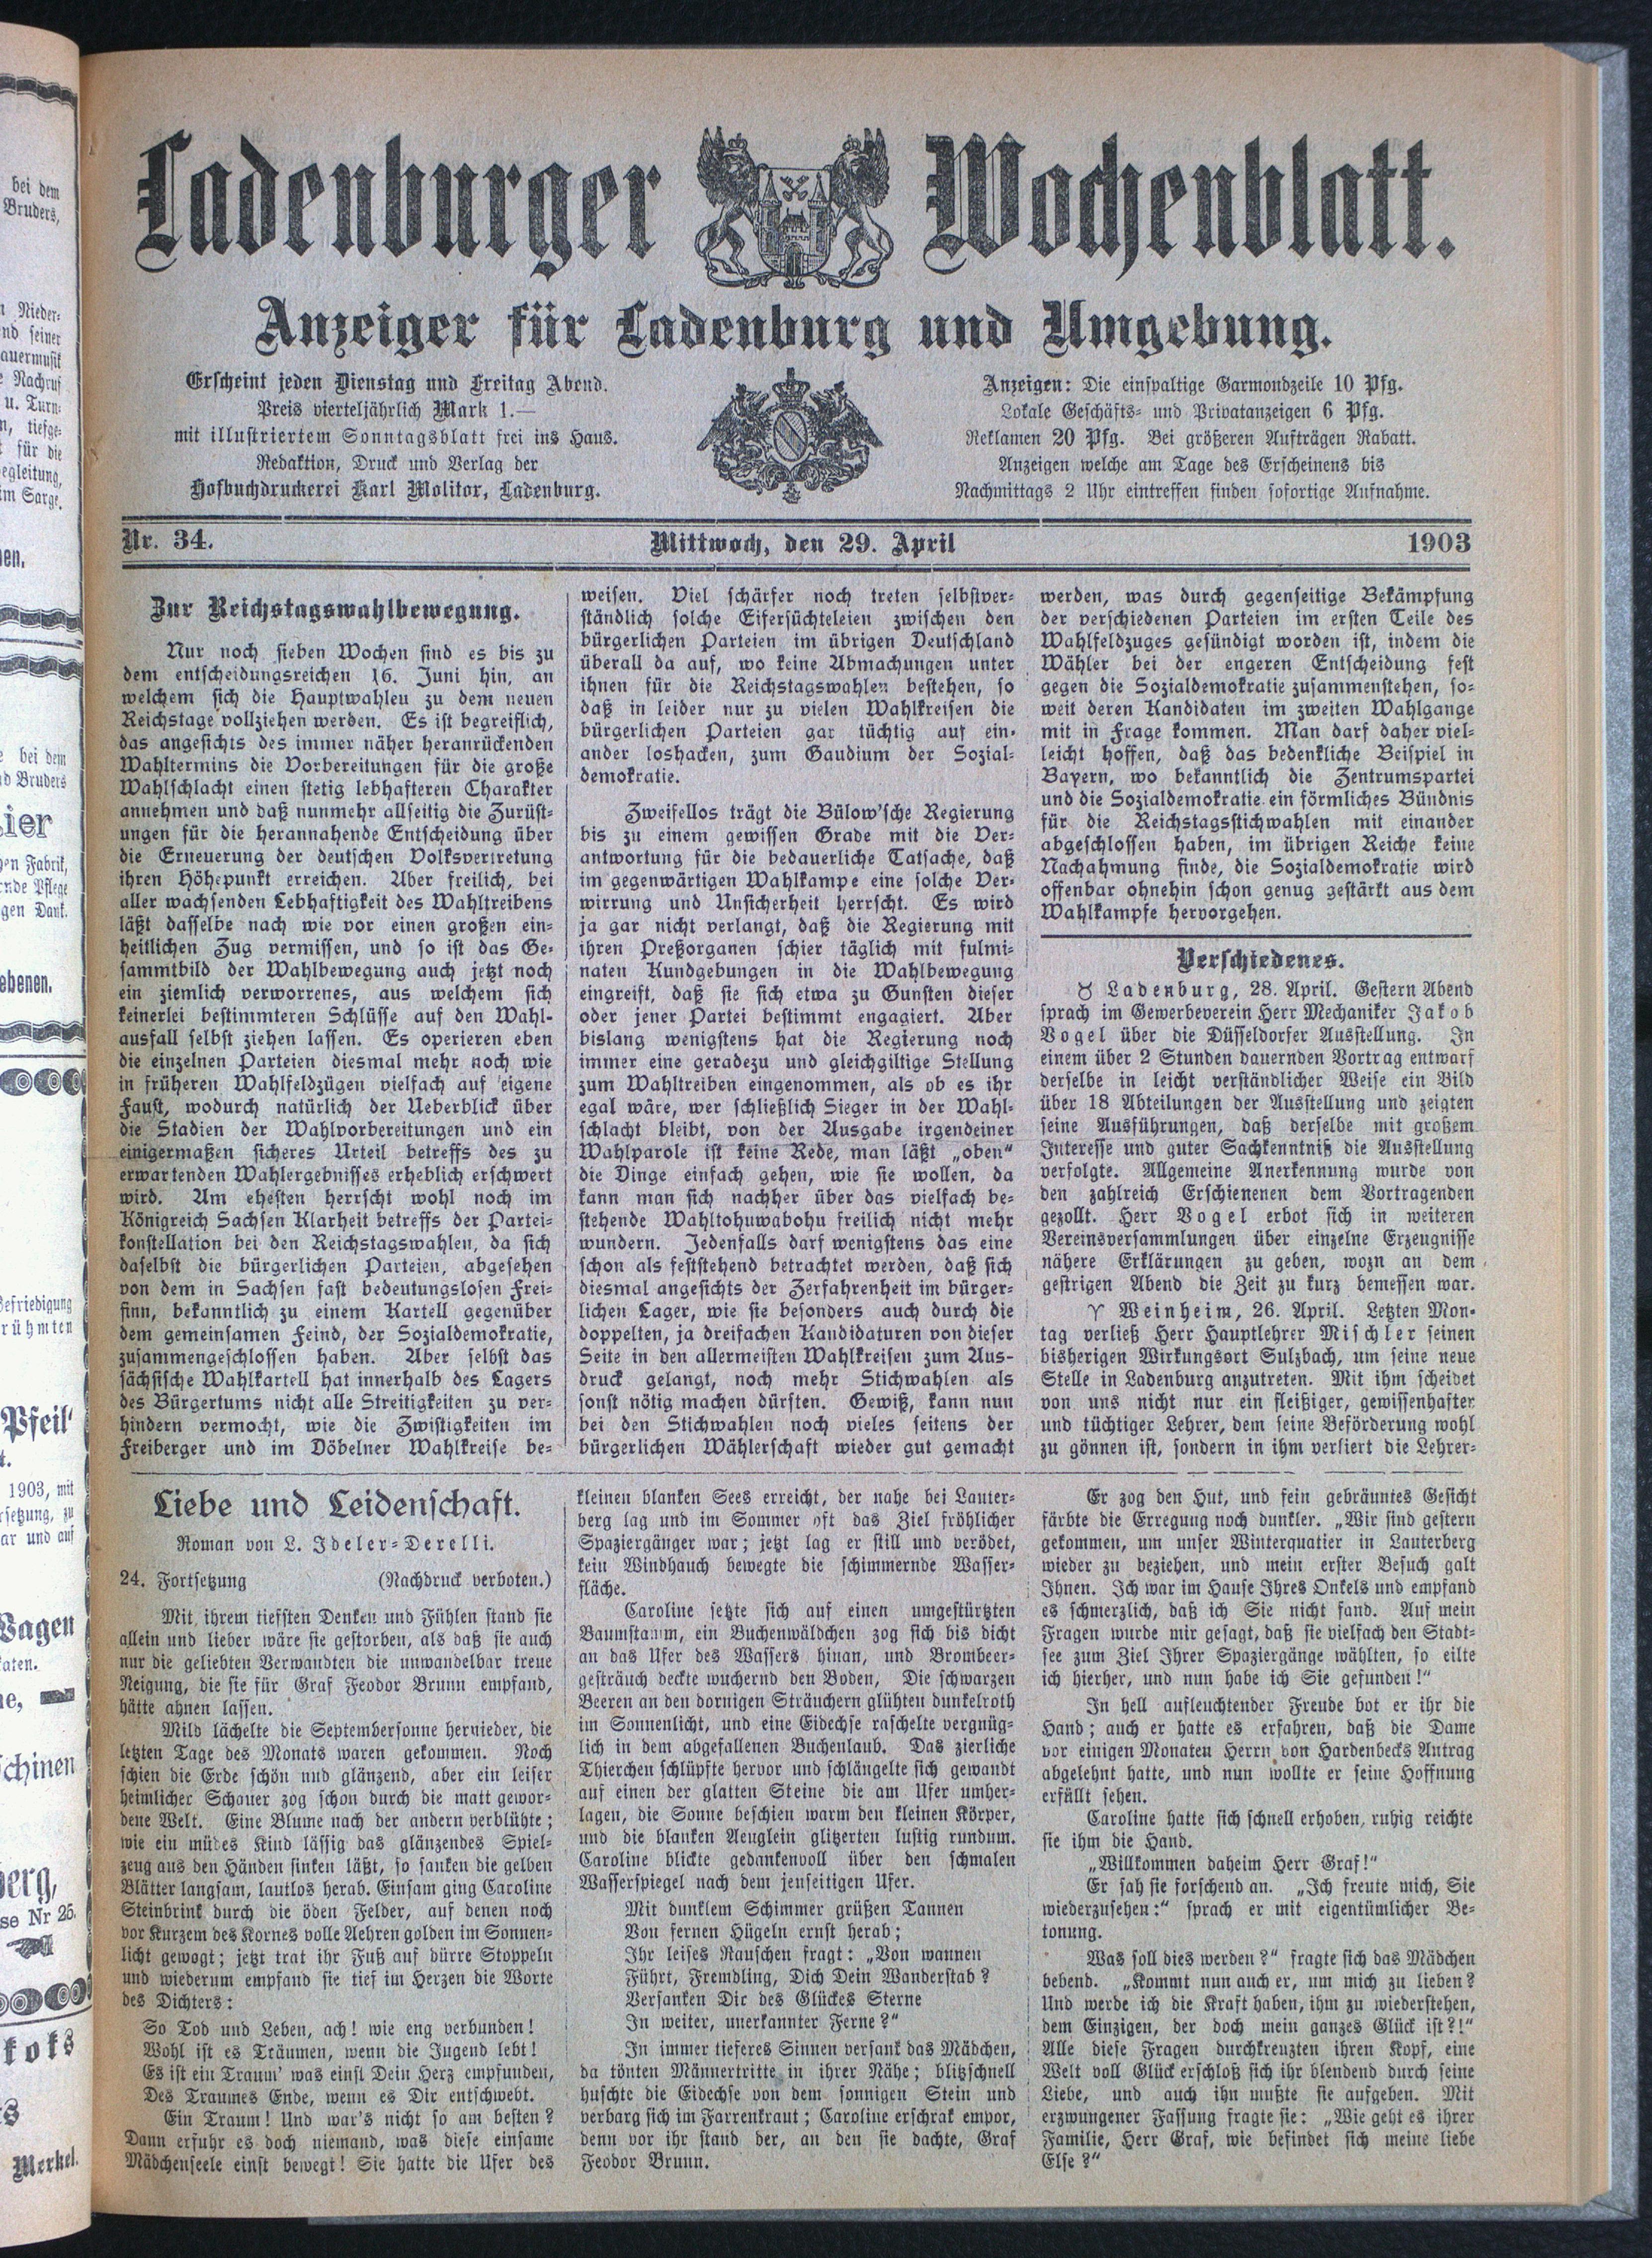 Ladenburger Wochenblatt.
Anzeiger für Ladenburg und Umgebung.
Erscheint jeden Dienstag und Freitag Abend.
Preis vierteljährlich Mark 1.—
mit illustriertem Sonntagsblatt frei ins Haus.
Redaktion, Druck und Verlag der
Hofbuchdruckerei Karl Molitor, Ladenburg.
Anzeigen: Die einspaltige Garmondzeile 10 Pfg.
Lokale Geschäfts- und Privatanzeigen 6 Pfg.
Reklamen 20 Pfg. Bei größeren Aufträgen Rabatt.
Anzeigen welche am Tage des Erscheinens bis
Nachmittags 2 Uhr eintreffen finden sofortige Aufnahme.
Nr. 34. Mittwoch, den 29. April 1903
Zur Reichstagswahlbewegung.
Nur noch sieben Wochen sind es bis zu
dem entscheidungsreichen 16. Juni hin, an
welchem sich die Hauptwahleu zu dem neuen
Reichstage vollziehen werden. Es ist begreiflich,
das angesichts des immer näher heranrückenden
Wahltermins die Vorbereitungen für die große
Wahlschlacht einen stetig lebhafteren Charakter
annehmen und daß nunmehr allseitig die Zurüst-
ungen für die herannahende Entscheidung über
die Erneuerung der deutschen Volksvertretung
ihren Höhepunkt erreichen. Aber freilich, bei
aller wachsenden Lebhaftigkeit des Wahltreibens
läßt dasselbe nach wie vor einen großen ein-
heitlichen Zug vermissen, und so ist das Ge-
sammtbild der Wahlbewegung auch jetzt noch
ein ziemlich verworrenes, aus welchem sich
keinerlei bestimmteren Schlüsse auf den Wahl-
ausfall selbst ziehen lassen. Es operieren eben
die einzelnen Parteien diesmal mehr noch wie
in früheren Wahlfeldzügen vielfach auf eigene
Faust, wodurch natürlich der Ueberblick über
die Stadien der Wahlvorbereitungen und ein
einigermaßen sicheres Urteil betreffs des zu
erwartenden Wahlergebnisses erheblich erschwert
wird. Am ehesten herrscht wohl noch im
Königreich Sachsen Klarheit betreffs der Partei-
konstellation bei den Reichstagswahlen, da sich
daselbst die bürgerlichen Parteien, abgesehen
von dem in Sachsen fast bedeutungslosen Frei-
sinn, bekanntlich zu einem Kartell gegenüber
dem gemeinsamen Feind, der Sozialdemokratie,
zusammengeschlossen haben. Aber selbst das
sächsische Wahlkartell hat innerhalb des Lagers
des Bürgertums nicht alle Streitigkeiten zu ver-
hindern vermocht, wie die Zwistigkeiten im
Freiberger und im Döbelner Wahlkreise be-
weisen. Viel schärfer noch treten selbstver-
ständlich solche Eifersüchteleien zwischen den
bürgerlichen Parteien im übrigen Deutschland
überall da auf, wo keine Abmachungen unter
ihnen für die Reichstagswahlen bestehen, so
daß in leider nur zu vielen Wahlkreisen die
bürgerlichen Parteien gar tüchtig auf ein-
ander loshacken, zum Gaudium der Sozial-
demokratie.
Zweifellos trägt die Bülow'sche Regierung
bis zu einem gewissen Grade mit die Ver-
antwortung für die bedauerliche Tatsache, daß
im gegenwärtigen Wahlkampe eine solche Ver-
wirrung und Unsicherheit herrscht. Es wird
ja gar nicht verlangt, daß die Regierung mit
ihren Preßorganen schier täglich mit fulmi-
naten Kundgebungen in die Wahlbewegung
eingreift, daß sie sich etwa zu Gunsten dieser
oder jener Partei bestimmt engagiert. Aber
bislang wenigstens hat die Regierung noch
immer eine geradezu und gleichgiltige Stellung
zum Wahltreiben eingenommen, als ob es ihr
egal wäre, wer schließlich Sieger in der Wahl-
schlacht bleibt, von der Ausgabe irgendeiner
Wahlparole ist keine Rede, man läßt „oben“
die Dinge einfach gehen, wie sie wollen, da
kann man sich nachher über das vielfach be-
stehende Wahltohuwabohu freilich nicht mehr
wundern. Jedenfalls darf wenigstens das eine
schon als feststehend betrachtet werden, daß sich
diesmal angesichts der Zerfahrenheit im bürger-
lichen Lager, wie sie besonders auch durch die
doppelten, ja dreifachen Kandidaturen von dieser
Seite in den allermeisten Wahlkreisen zum Aus-
druck gelangt, noch mehr Stichwahlen als
sonst nötig machen dürften. Gewiß, kann nun
bei den Stichwahlen noch vieles seitens der
bürgerlichen Wählerschaft wieder gut gemacht
werden, was durch gegenseitige Bekämpfung
der verschiedenen Parteien im ersten Teile des
Wahlfeldzuges gesündigt worden ist, indem die
Wähler bei der engeren Entscheidung fest
gegen die Sozialdemokratie zusammenstehen, so-
weit deren Kandidaten im zweiten Wahlgange
mit in Frage kommen. Man darf daher viel-
leicht hoffen, daß das bedenkliche Beispiel in
Bayern, wo bekanntlich die Zentrumspartei
und die Sozialdemokratie ein förmliches Bündnis
für die Reichstagsstichwahlen mit einander
abgeschlossen haben, im übrigen Reiche keine
Nachahmung finde, die Sozialdemokratie wird
offenbar ohnehin schon genug gestärkt aus dem
Wahlkampfe hervorgehen.
Verschiedenes.
♉ Ladenburg, 28. April. Gestern Abend
sprach im Gewerbeverein Herr Mechaniker Jakob
Vogel über die Düsseldorfer Ausstellung. In
einem über 2 Stunden dauernden Vortrag entwarf
derselbe in leicht verständlicher Weise ein Bild
über 18 Abteilungen der Ausstellung und zeigten
seine Ausführungen, daß derselbe mit großem
Interesse und guter Sachkenntniß die Ausstellung
verfolgte. Allgemeine Anerkennung wurde von
den zahlreich Erschienenen dem Vortragenden
gezollt. Herr Vogel erbot sich in weiteren
Vereinsversammlungen über einzelne Erzeugnisse
nähere Erklärungen zu geben, wozn an dem
gestrigen Abend die Zeit zu kurz bemessen war.
♈ Weinheim, 26. April. Letzten Mon-
tag verließ Herr Hauptlehrer Mischler seinen
bisherigen Wirkungsort Sulzbach, um seine neue
Stelle in Ladenburg anzutreten. Mit ihm scheidet
von uns nicht nur ein fleißiger, gewissenhafter
und tüchtiger Lehrer, dem seine Beförderung wohl
zu gönnen ist, sondern in ihm verliert die Lehrer-
Liebe und Leidenschaft.
Roman von L. Ideler-Derelli.
24. Fortsetzung (Nachdruck verboten.)
Mit ihrem tiefsten Denken und Fühlen stand sie
allein und lieber wäre sie gestorben, als daß sie auch
nur die geliebten Verwandten die unwandelbar treue
Neigung, die sie für Graf Feodor Brunn empfand,
hätte ahnen lassen.
Mild lächelte die Septembersonne hernieder, die
letzten Tage des Monats waren gekommen. Noch
schien die Erde schön und glänzend, aber ein leiser
heimlicher Schauer zog schon durch die matt gewor-
dene Welt. Eine Blume nach der andern verblühte;
wie ein müdes Kind lässig das glänzendes Spiel-
zeug aus den Händen sinken läßt, so sanken die gelben
Blätter langsam, lautlos herab. Einsam ging Caroline
Steinbrink durch die öden Felder, auf denen noch
vor Kurzem des Kornes volle Aehren golden im Sonnen-
licht gewogt; jetzt trat ihr Fuß auf dürre Stoppeln
und wiederum empfand sie tief im Herzen die Worte
des Dichters:
So Tod und Leben, ach! wie eng verbunden!
Wohl ist es Träumen, wenn die Jugend lebt!
Es ist ein Traum' was einst Dein Herz empfunden,
Des Traumes Ende, wenn es Dir entschwebt.
Ein Traum! Und war's nicht so am besten?
Dann erfuhr es doch niemand, was diese einsame
Mädchenseele einst bewegt! Sie hatte die Ufer des
kleinen blanken Sees erreicht, der nahe bei Lauter-
berg lag und im Sommer oft das Ziel fröhlicher
Spaziergänger war; jetzt lag er still und verödet,
kein Windhauch bewegte die schimmernde Wasser-
fläche.
Caroline setzte sich auf einen umgestürtzten
Baumstamm, ein Buchenwäldchen zog sich bis dicht
an das Ufer des Wassers hinan, und Brombeer-
gesträuch deckte wuchernd den Boden, Die schwarzen
Beeren an den dornigen Sträuchern glühten dunkelroth
im Sonnenlicht, und eine Eidechse raschelte vergnüg-
lich in dem abgefallenen Buchenlaub. Das zierliche
Thierchen schlüpfte hervor und schlängelte sich gewandt
auf einen der glatten Steine die am Ufer umher-
lagen, die Sonne beschien warm den kleinen Körper,
und die blanken Aeuglein glitzerten lustig rundum.
Caroline blickte gedankenvoll über den schmalen
Wasserspiegel nach dem jenseitigen Ufer.
Mit dunklem Schimmer grüßen Tannen
Von fernen Hügeln ernst herab;
Ihr leises Rauschen fragt: „Von wannen
Führt, Fremdling, Dich Dein Wanderstab?
Versanken Dir des Glückes Sterne
In weiter, unerkannter Ferne?“
In immer tieferes Sinnen versank das Mädchen,
da tönten Männertritte in ihrer Nähe; blitzschnell
huschte die Eidechse von dem sonnigen Stein und
verbarg sich im Farrenkraut; Caroline erschrak empor,
denn vor ihr stand der, an den sie dachte, Graf
Feodor Brunn.
Er zog den Hut, und sein gebräuntes Gesicht
färbte die Erregung noch dunkler. „Wir sind gestern
gekommen, um unser Winterquatier in Lauterberg
wieder zu beziehen, und mein erster Besuch galt
Ihnen. Ich war im Hause Ihres Onkels und empfand
es schmerzlich, daß ich Sie nicht fand. Auf mein
Fragen wurde mir gesagt, daß sie vielfach den Stadt-
see zum Ziel Ihrer Spaziergänge wählten, so eilte
ich hierher, und nun habe ich Sie gefunden!“
In hell aufleuchtender Freude bot er ihr die
Hand; auch er hatte es erfahren, daß die Dame
vor einigen Monaten Herrn von Hardenbecks Antrag
abgelehnt hatte, und nun wollte er seine Hoffnung
erfüllt sehen.
Caroline hatte sich schnell erhoben, ruhig reichte
sie ihm die Hand.
„Willkommen daheim Herr Graf!“
Er sah sie forschend an. „Ich freute mich, Sie
wiederzusehen:“ sprach er mit eigentümlicher Be-
tonung.
Was soll dies werden?“ fragte sich das Mädchen
bebend. „Kommt nun auch er, um mich zu lieben?
Und werde ich die Kraft haben, ihm zu wiederstehen,
dem Einzigen, der doch mein ganzes Glück ist?!“
Alle diese Fragen durchkreuzten ihren Kopf, eine
Welt voll Glück erschloß sich ihr blendend durch seine
Liebe, und auch ihn mußte sie aufgeben. Mit
erzwungener Fassung fragte sie: „Wie geht es ihrer
Familie, Herr Graf, wie befindet sich meine liebe
Else?“